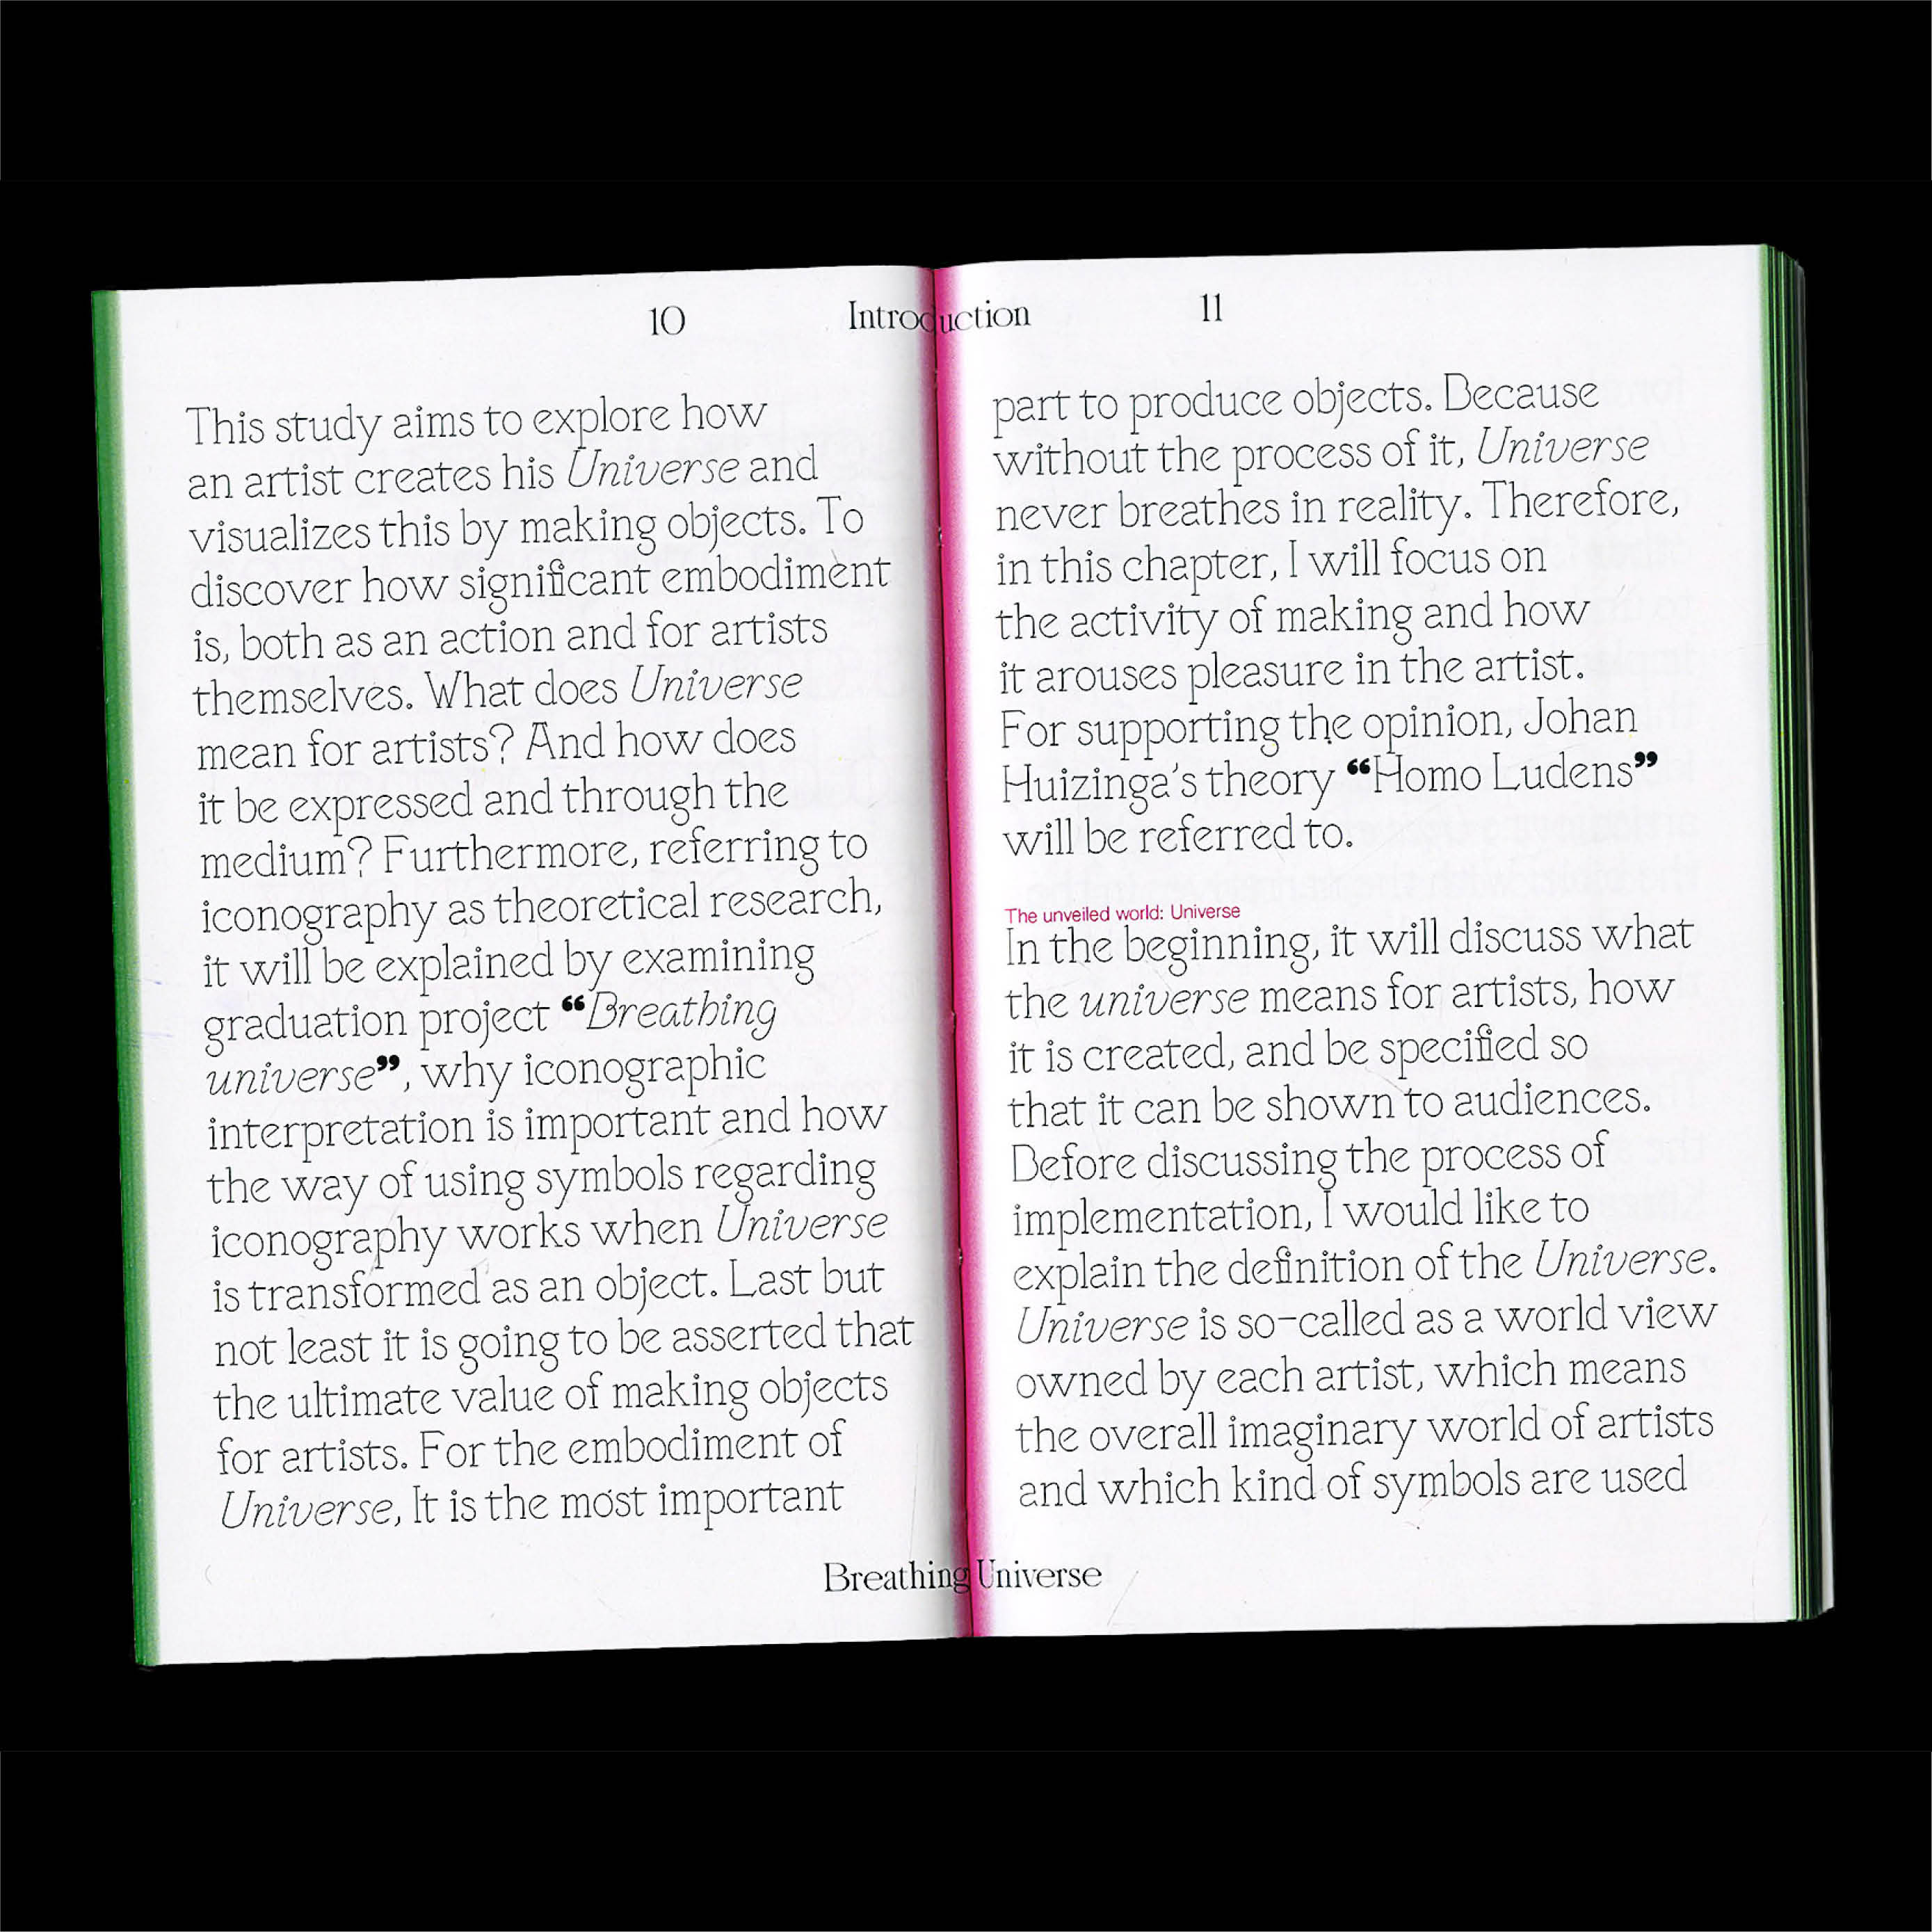 10
Introduction
11
This study aims to explore how
an artist creates his Universe and
visualizes this by making objects. To
discover how significant embodiment
is, both as an action and for artists
themselves. What does Universe
mean for artists? And how does
it be expressed and through the
medium? Furthermore, referring to
iconography as theoretical research,
it will be explained by examining
graduation project “Breathing
universe”, why iconographic
interpretation is important and how
the way of using symbols regarding
iconography works when Universe
is transformed as an object. Last but
not least it is going to be asserted that
the ultimate value of making objects
for artists. For the embodiment of
Universe, It is the most important
part to produce objects. Because
without the process of it, Universe
never breathes in reality. Therefore,
in this chapter, I will focus on
the activity of making and how
it arouses pleasure in the artist.
For supporting the opinion, Johan
Huizinga's theory “Homo Ludens”
will be referred to.
The unveiled world: Universe
In the beginning, it will discuss what
the universe means for artists, how
it is created, and be specified so
that it can be shown to audiences.
Before discussing the process of
implementation, I would like to
explain the definition of the Universe.
Universe is so-called as a world view
owned by each artist, which means
the overall imaginary world of artists
and which kind of symbols are used
Breathing Universe